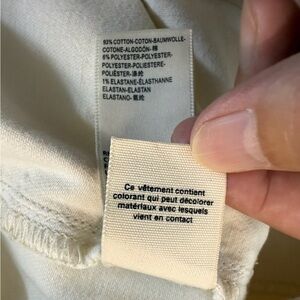 93% COTTON-COTON-BAUMWOLLE-
COTONE-ALGODÓN-棉
6% POLYESTER-POLYESTER-
POLYESTER-POLIESTERE-
POLIÉSTER-涤纶
1% ELASTANE-ÉLASTHANNE
ELASTAN-ELASTAN
ELASTANO-氨纶
Ce vêtement contient
colorant qui peut décolorer
matériaux avec lesquels
vient en contact